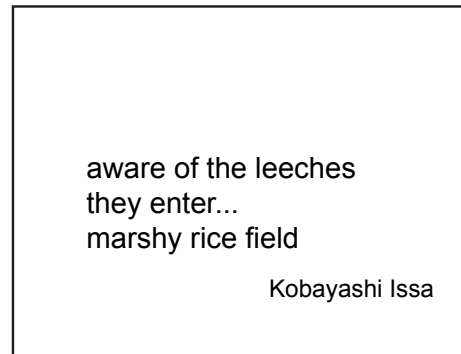 aware of the leeches
they enter...
marshy rice field
Kobayashi Issa